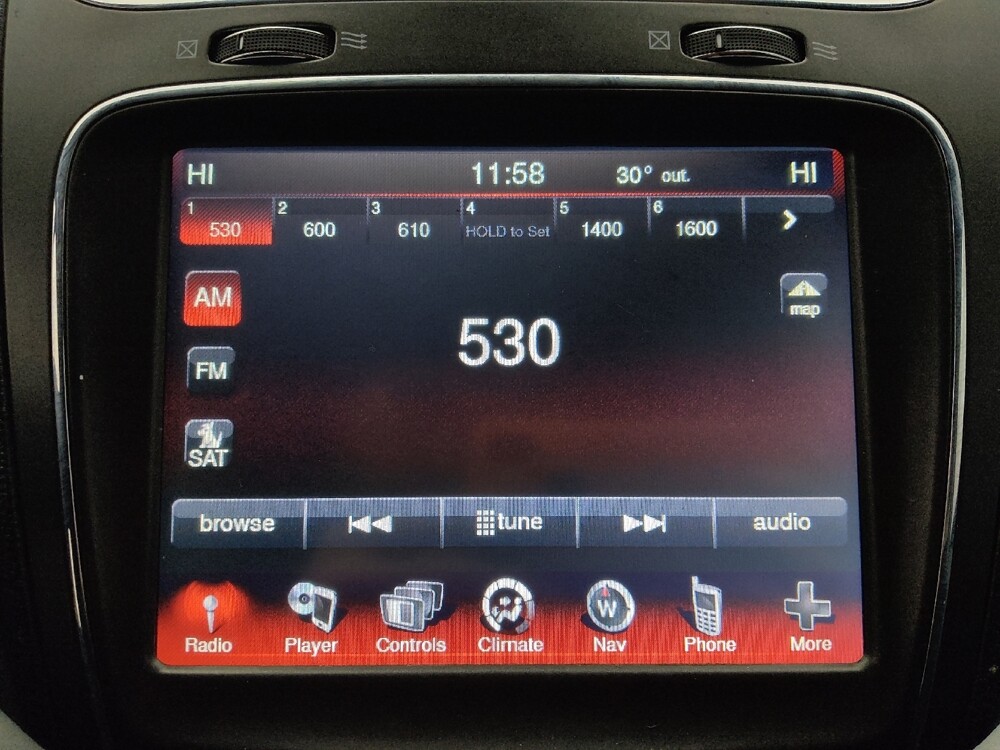 HI 11:58 30° out. HI
1 2 3 4 5 6
530 600 610 HOLD to Set 1400 1600
AM
map
530
FM
SAT
browse tune audio
W
Radio Player Controls Climate Nav Phone More